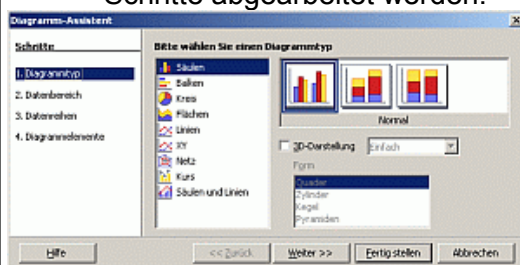 Schritte abgearbeitet werden.
Diagramm-Assistent
Schritte
Bitte wählen Sie einen Diagrammtyp
1. Diagrammtyp
2. Datenbereich
3. Datenreihen
4. Diagrammelemente
Säulen
Balken
Kreis
Flächen
Linien
XY
Netz
Kurs
Säulen und Linien
Normal
3D-Darstellung
Einfach
Form
Quader
Zylinder
Kegel
Pyramiden
Hilfe
<< Zurück
Weiter >>
Fertig stellen
Abbrechen